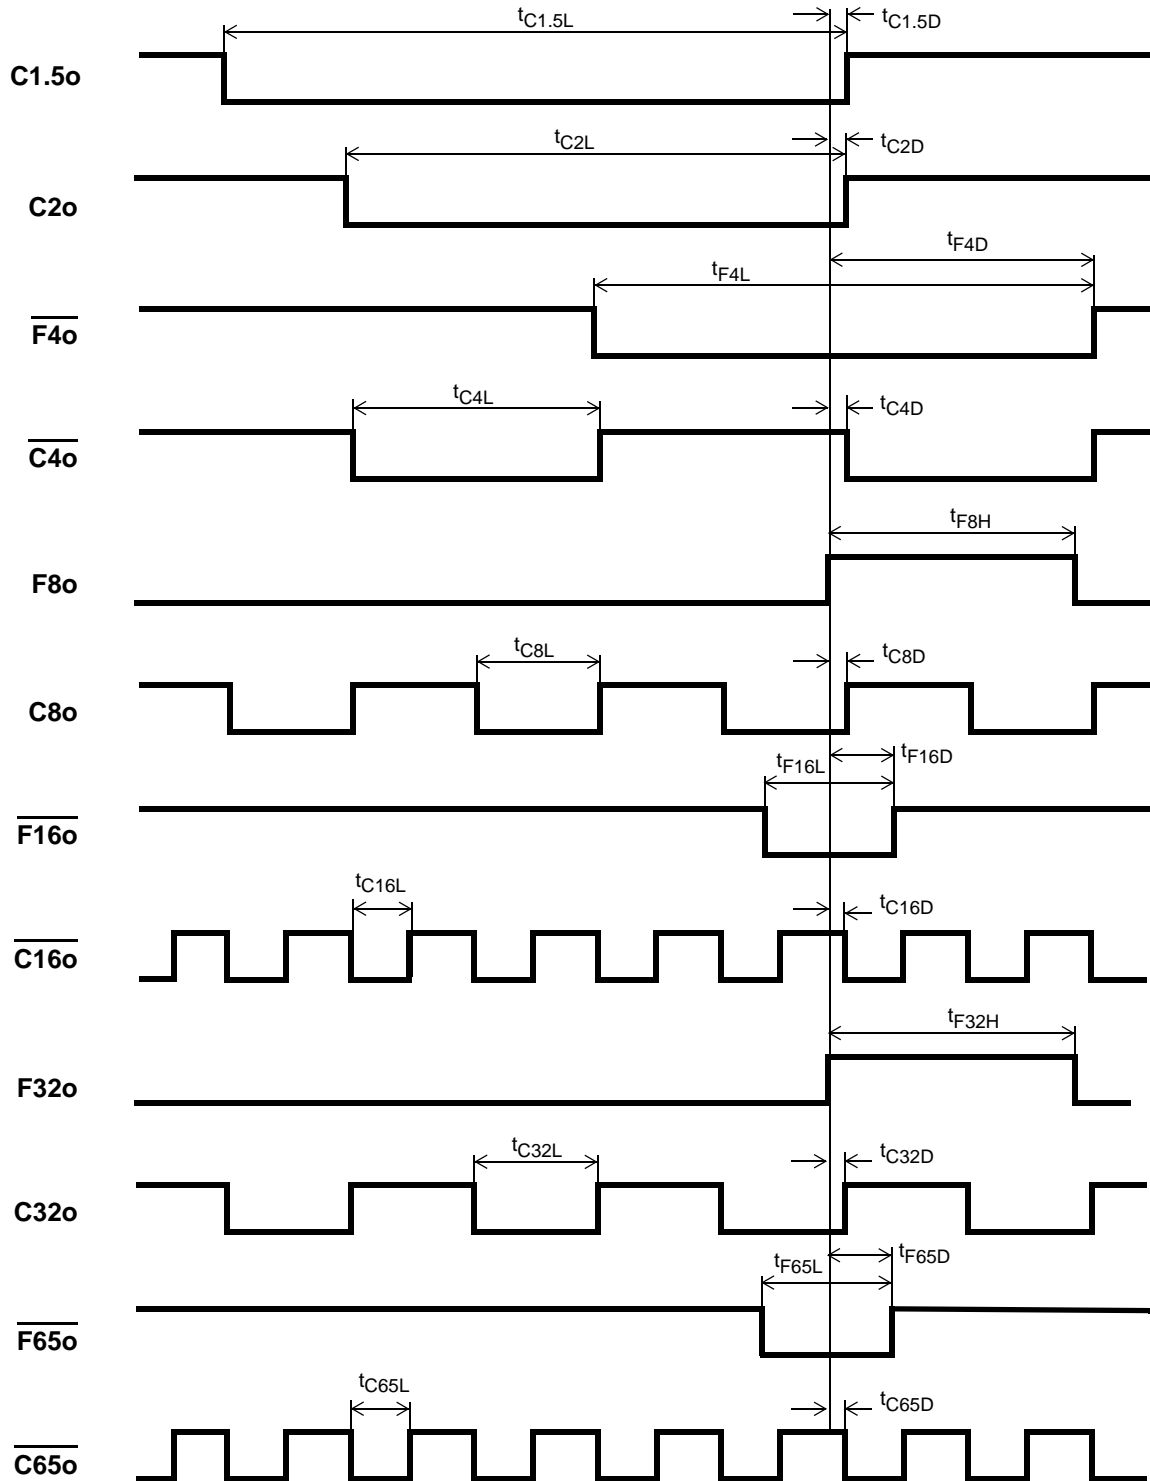 tC1.5L
tC1.5D
C1.5o
tC2L
tC2D
C2o
tF4D
tF4L
F4o
tC4L
tC4D
C4o
tF8H
F8o
tC8L
tC8D
C8o
tF16D
tF16L
F16o
tC16L
tC16D
C16o
tF32H
F32o
tC32L
tC32D
C32o
tF65D
tF65L
F65o
tC65L
tC65D
C65o